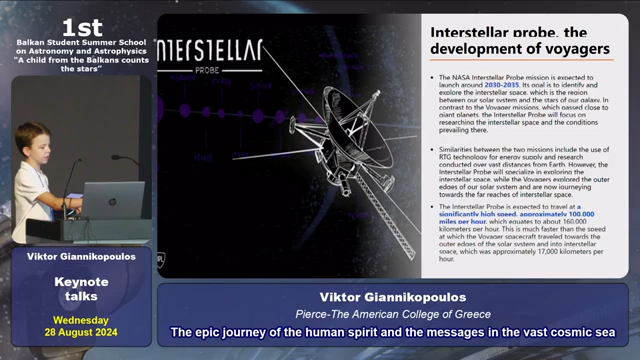 1st
Balkan Student Summer School
on Astronomy and Astrophysics
"A child from the Balkans counts
the stars"
Viktor Giannikopoulos
Keynote
talks
Wednesday
28 August 2024
INTERSTELLAR
PROBE
Interstellar probe, the
development of voyagers
• The NASA Interstellar Probe mission is expected to
launch around 2030-2035. Its goal is to identify and
explore the interstellar space, which is the region
between our solar system and the stars of our galaxy. In
contrast to the Voyager missions, which passed close to
giant planets, the Interstellar Probe will focus on
researching the interstellar space and the conditions
prevailing there.
• Similarities between the two missions include the use of
RTG technology for energy supply and research
conducted over vast distances from Earth. However, the
Interstellar Probe will specialize in exploring the
interstellar space, while the Voyagers explored the outer
edges of our solar system and are now journeying
towards the far reaches of interstellar space.
• The Interstellar Probe is expected to travel at a
significantly high speed, approximately 100,000
miles per hour, which equates to about 160,000
kilometers per hour. This is much faster than the speed
at which the Voyager spacecraft traveled towards the
outer edges of the solar system and into interstellar
space, which was approximately 17,000 kilometers per
hour.
Viktor Giannikopoulos
Pierce-The American College of Greece
The epic journey of the human spirit and the messages in the vast cosmic sea